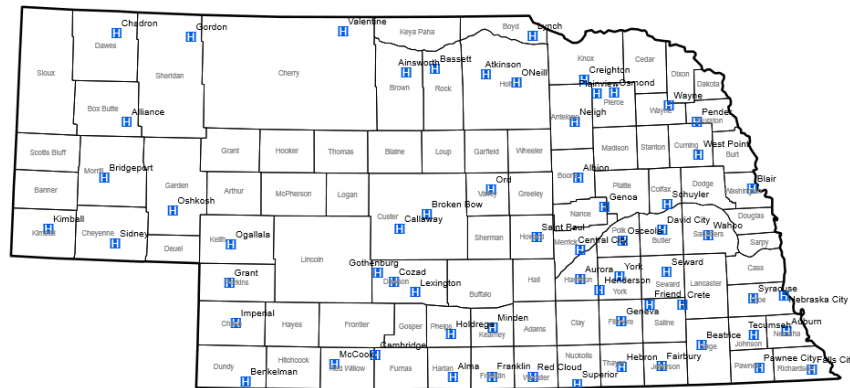 Chadron
Gordon
Valentine
Keya Paha
Boyd
Lynch
Dawes
Sioux
Sheridan
Cherry
Ainsworth
Bassett
Brown
Rock
Atkinson
ONeill
Holt
Knox
Cedar
Dixon
Dakota
Creighton
Plainview
Osmond
Pierce
Wayne
Wayne
Box Butte
Alliance
Antelope
Neligh
Pender
Thurston
Scotts Bluff
Grant
Hooker
Thomas
Blaine
Loup
Garfield
Wheeler
Madison
Stanton
Cuming
West Point
Burt
Morrill
Bridgeport
Banner
Garden
Oshkosh
Arthur
McPherson
Logan
Ord
Valley
Greeley
Boone
Albion
Platte
Colfax
Dodge
Blair
Washington
Schuyler
Genoa
Nance
Custer
Broken Bow
Callaway
Kimball
Kimball
Cheyenne
Sidney
Deuel
Keith
Ogallala
Lincoln
Sherman
Saint Paul
Howard
Merrick
Central City
Polk
Osceola
David City
Butler
Wahoo
Saunders
Douglas
Sarpy
Grant
Perkins
Gothenburg
Cozad
Dawson
Lexington
Buffalo
Hall
Aurora
Hamilton
York
Henderson
York
Seward
Seward
Lancaster
Cass
Syracuse
Otoe
Nebraska City
Imperial
Chase
Hayes
Frontier
Gosper
Phelps
Holdrege
Minden
Kearney
Adams
Clay
Geneva
Fillmore
Friend
Crete
Saline
Beatrice
Gage
Tecumseh
Johnson
Auburn
Nemaha
Dundy
Benkelman
Hitchcock
McCook
Red Willow
Cambridge
Furnas
Harlan
Alma
Franklin
Franklin
Red Cloud
Webster
Nuckolls
Superior
Thayer
Hebron
Fairbury
Jefferson
Pawnee
Pawnee City
Richardson
Falls Cit